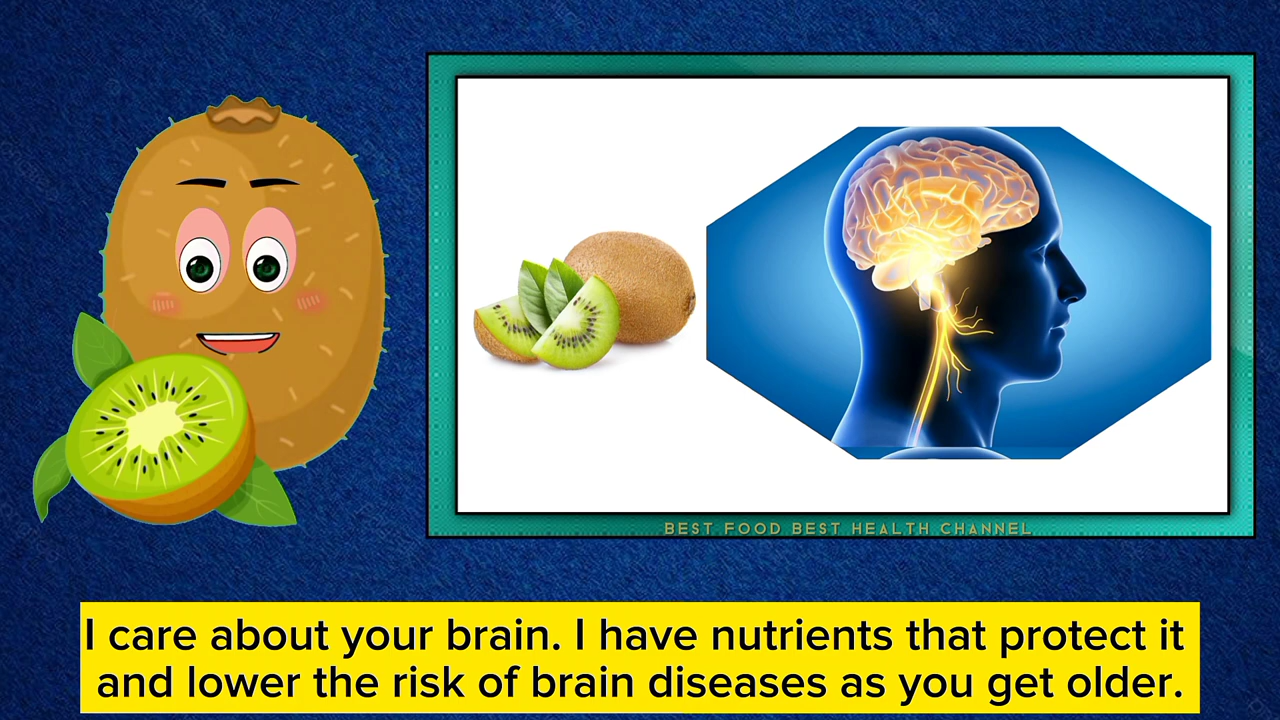 BEST FOOD BEST HEALTH CHANNEL
I care about your brain. I have nutrients that protect it
and lower the risk of brain diseases as you get older.